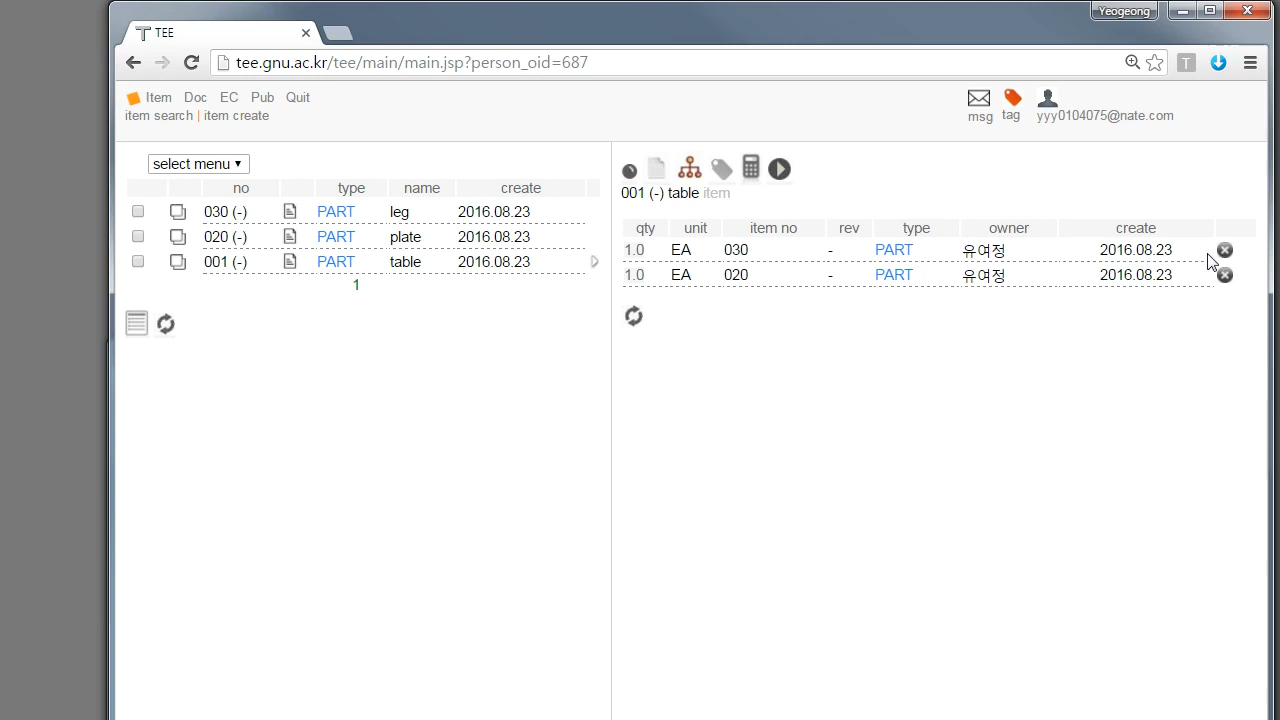 Yeogeong
TEE
tee.gnu.ac.kr/tee/main/main.jsp?person_oid=687
T
Item Doc EC Pub Quit
item search | item create
msg tag yyy0104075@nate.com
select menu
no type name create
030 (-) PART leg 2016.08.23
020 (-) PART plate 2016.08.23
001 (-) PART table 2016.08.23
1
001 (-) table item
qty unit item no rev type owner create
1.0 EA 030 - PART 유여정 2016.08.23
1.0 EA 020 - PART 유여정 2016.08.23